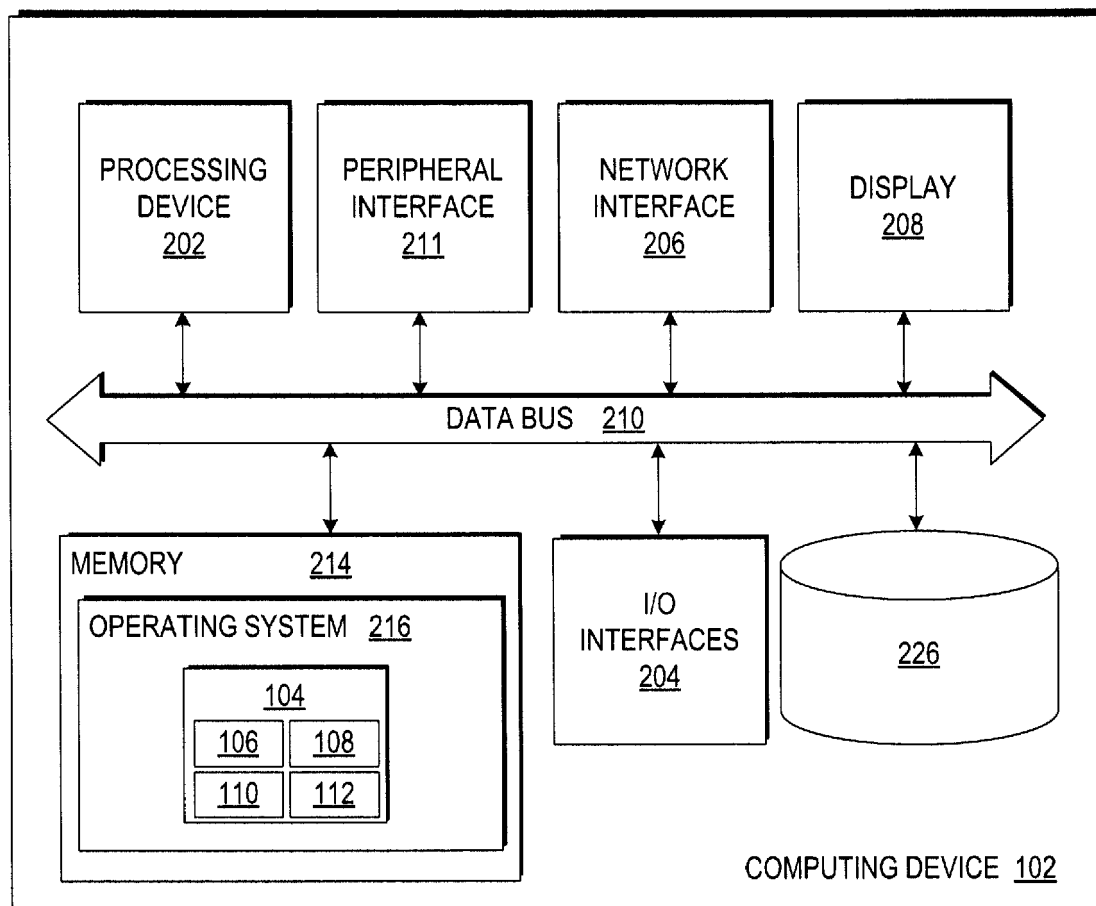 PROCESSING
DEVICE
202
PERIPHERAL
INTERFACE
211
NETWORK
INTERFACE
206
DISPLAY
208
DATA BUS 210
MEMORY 214
OPERATING SYSTEM 216
104
106 108
110 112
I/O
INTERFACES
204
226
COMPUTING DEVICE 102